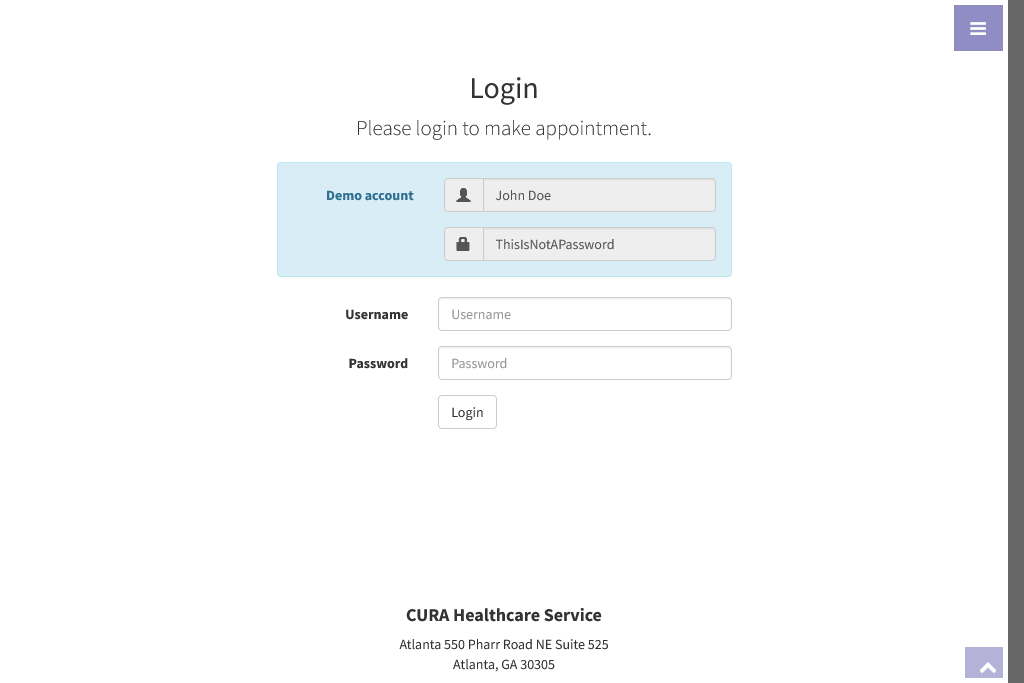 Login
Please login to make appointment.
Demo account
John Doe
ThisIsNotAPassword
Username
Username
Password
Password
Login
CURA Healthcare Service
Atlanta 550 Pharr Road NE Suite 525
Atlanta, GA 30305